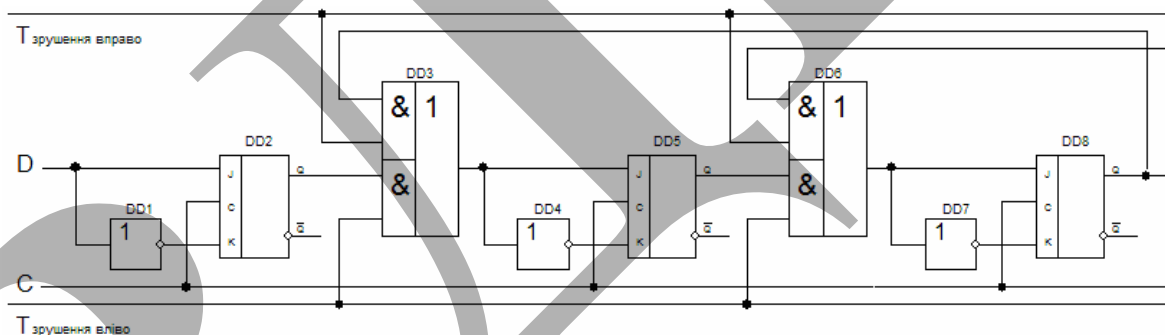 T зрушення вправо
DD3
DD6
& 1
& 1
&
&
DD2
DD5
DD8
D
J Q
J Q
J Q
C
C
C
K Q
K Q
K Q
DD1
DD4
DD7
1
1
1
C
T зрушення вліво